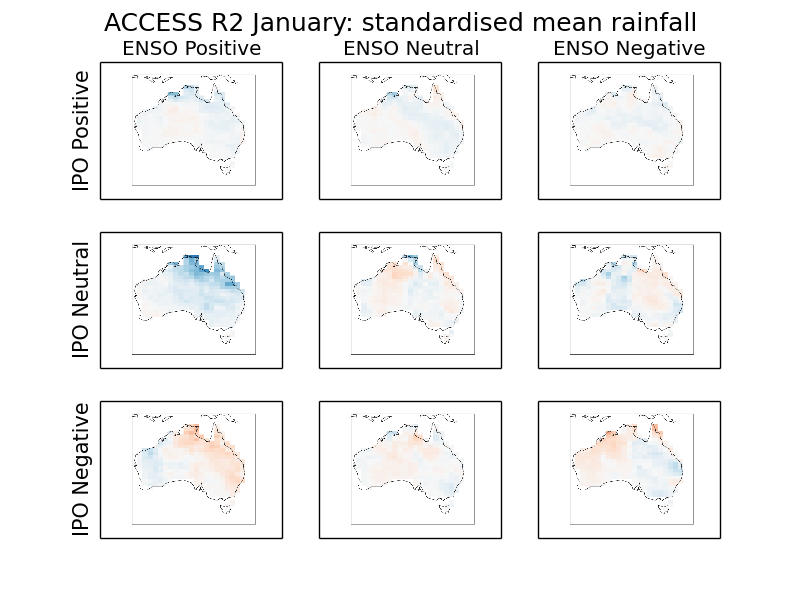 ACCESS R2 January: standardised mean rainfall
ENSO Positive ENSO Neutral ENSO Negative
IPO Positive
IPO Neutral
IPO Negative